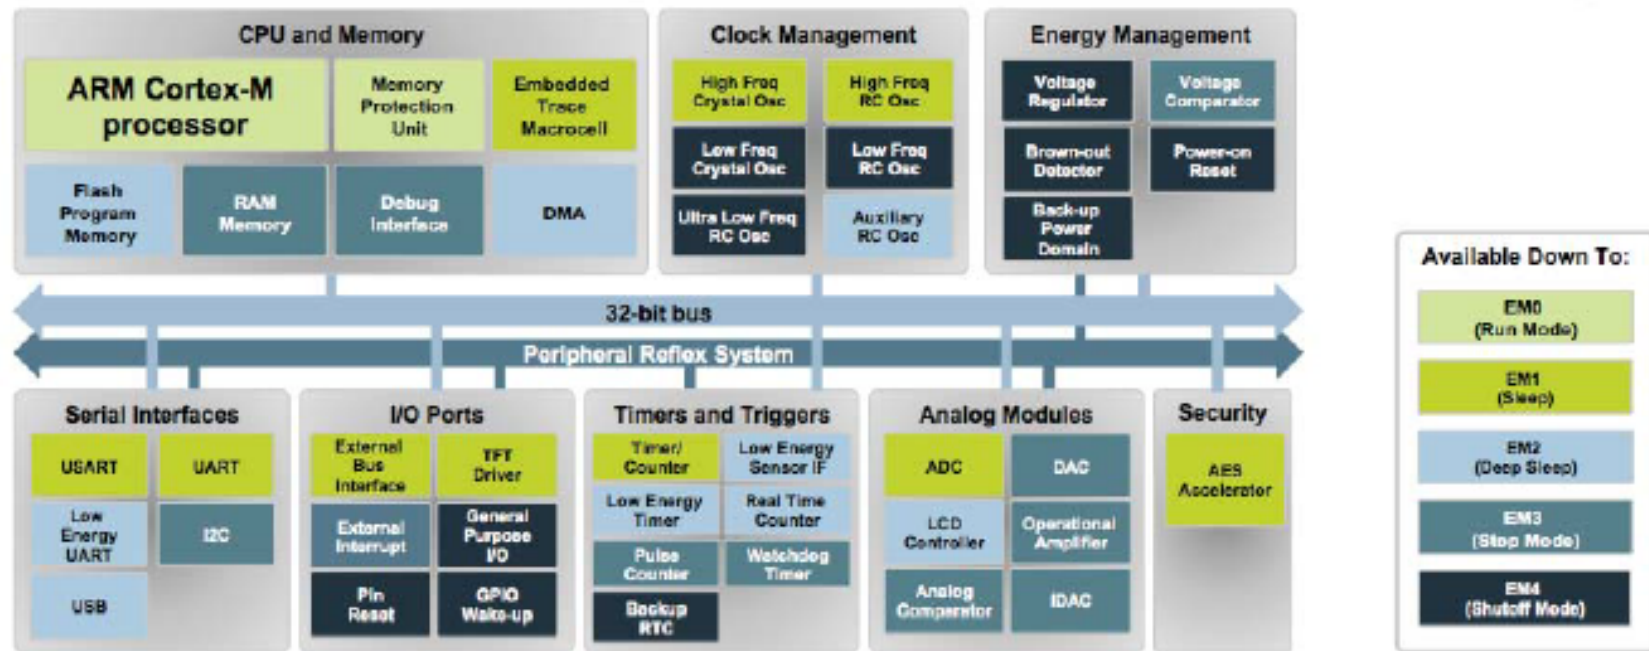 CPU and Memory
ARM Cortex-M
processor
Memory
Protection
Unit
Embedded
Trace
Macrocell
Flash
Program
Memory
RAM
Memory
Debug
Interface
DMA
Clock Management
High Freq
Crystal Osc
High Freq
RC Osc
Low Freq
Crystal Osc
Low Freq
RC Osc
Ultra Low Freq
RC Osc
Auxiliary
RC Osc
Energy Management
Voltage
Regulator
Voltage
Comparator
Brown-out
Detector
Power-on
Reset
Back-up
Power
Domain
32-bit bus
Peripheral Reflex System
Serial Interfaces
USART
UART
Low
Energy
UART
I2C
USB
I/O Ports
External
Bus
Interface
TFT
Driver
External
Interrupt
General
Purpose
I/O
Pin
Reset
GPIO
Wake-up
Timers and Triggers
Timer/
Counter
Low Energy
Sensor IF
Low Energy
Timer
Real Time
Counter
Pulse
Counter
Watchdog
Timer
Backup
RTC
Analog Modules
ADC
DAC
LCD
Controller
Operational
Amplifier
Analog
Comparator
IDAC
Security
AES
Accelerator
Available Down To:
EM0
(Run Mode)
EM1
(Sleep)
EM2
(Deep Sleep)
EM3
(Stop Mode)
EM4
(Shutoff Mode)